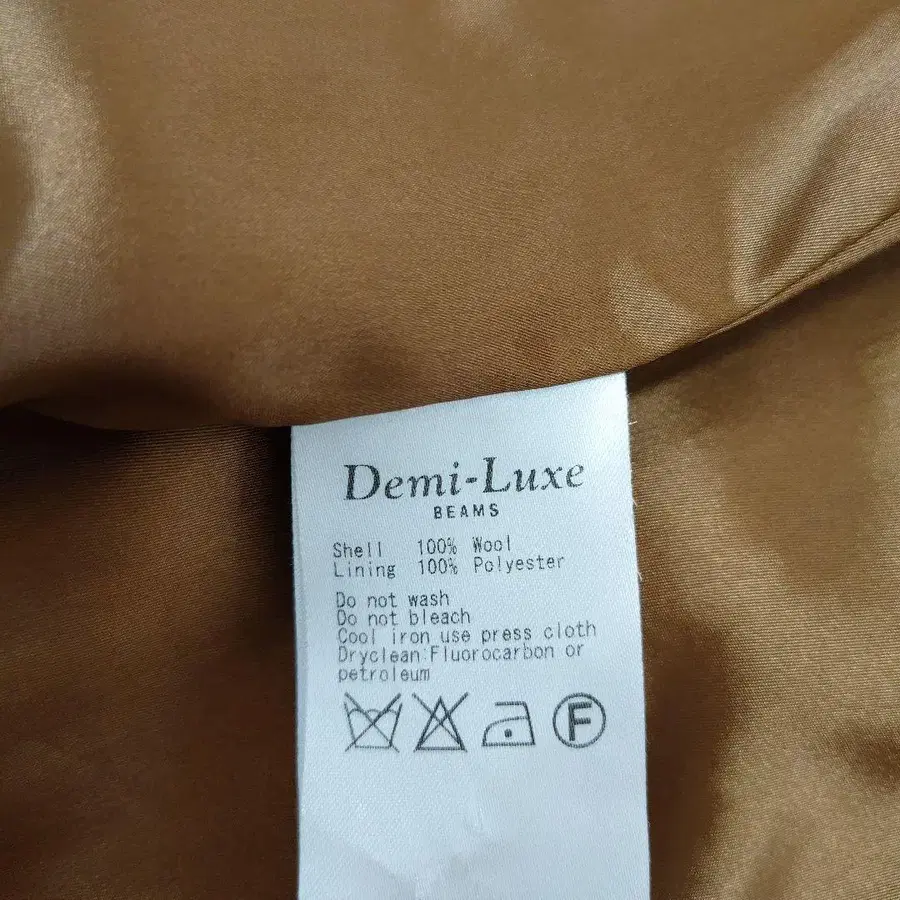 Demi-Luxe
BEAMS
Shell 100% Wool
Lining 100% Polyester
Do not wash
Do not bleach
Cool iron use press cloth
Dryclean:Fluorocarbon or
petroleum
F